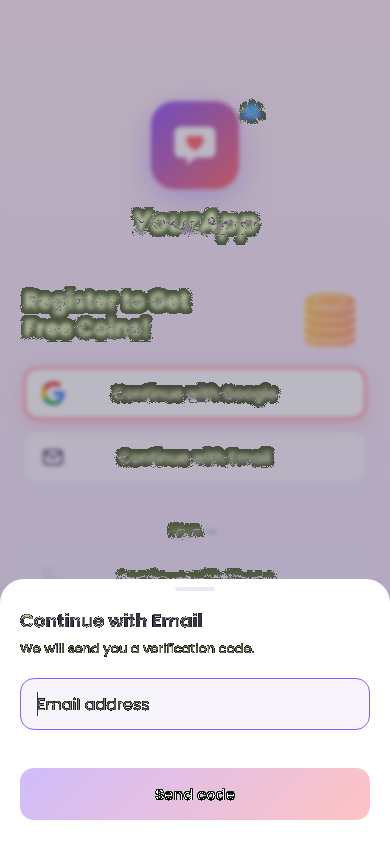 YourApp
Register to Get
Free Coins!
Continue with Google
Continue with Email
Continue with Email
We will send you a verification code.
Email address
Send code